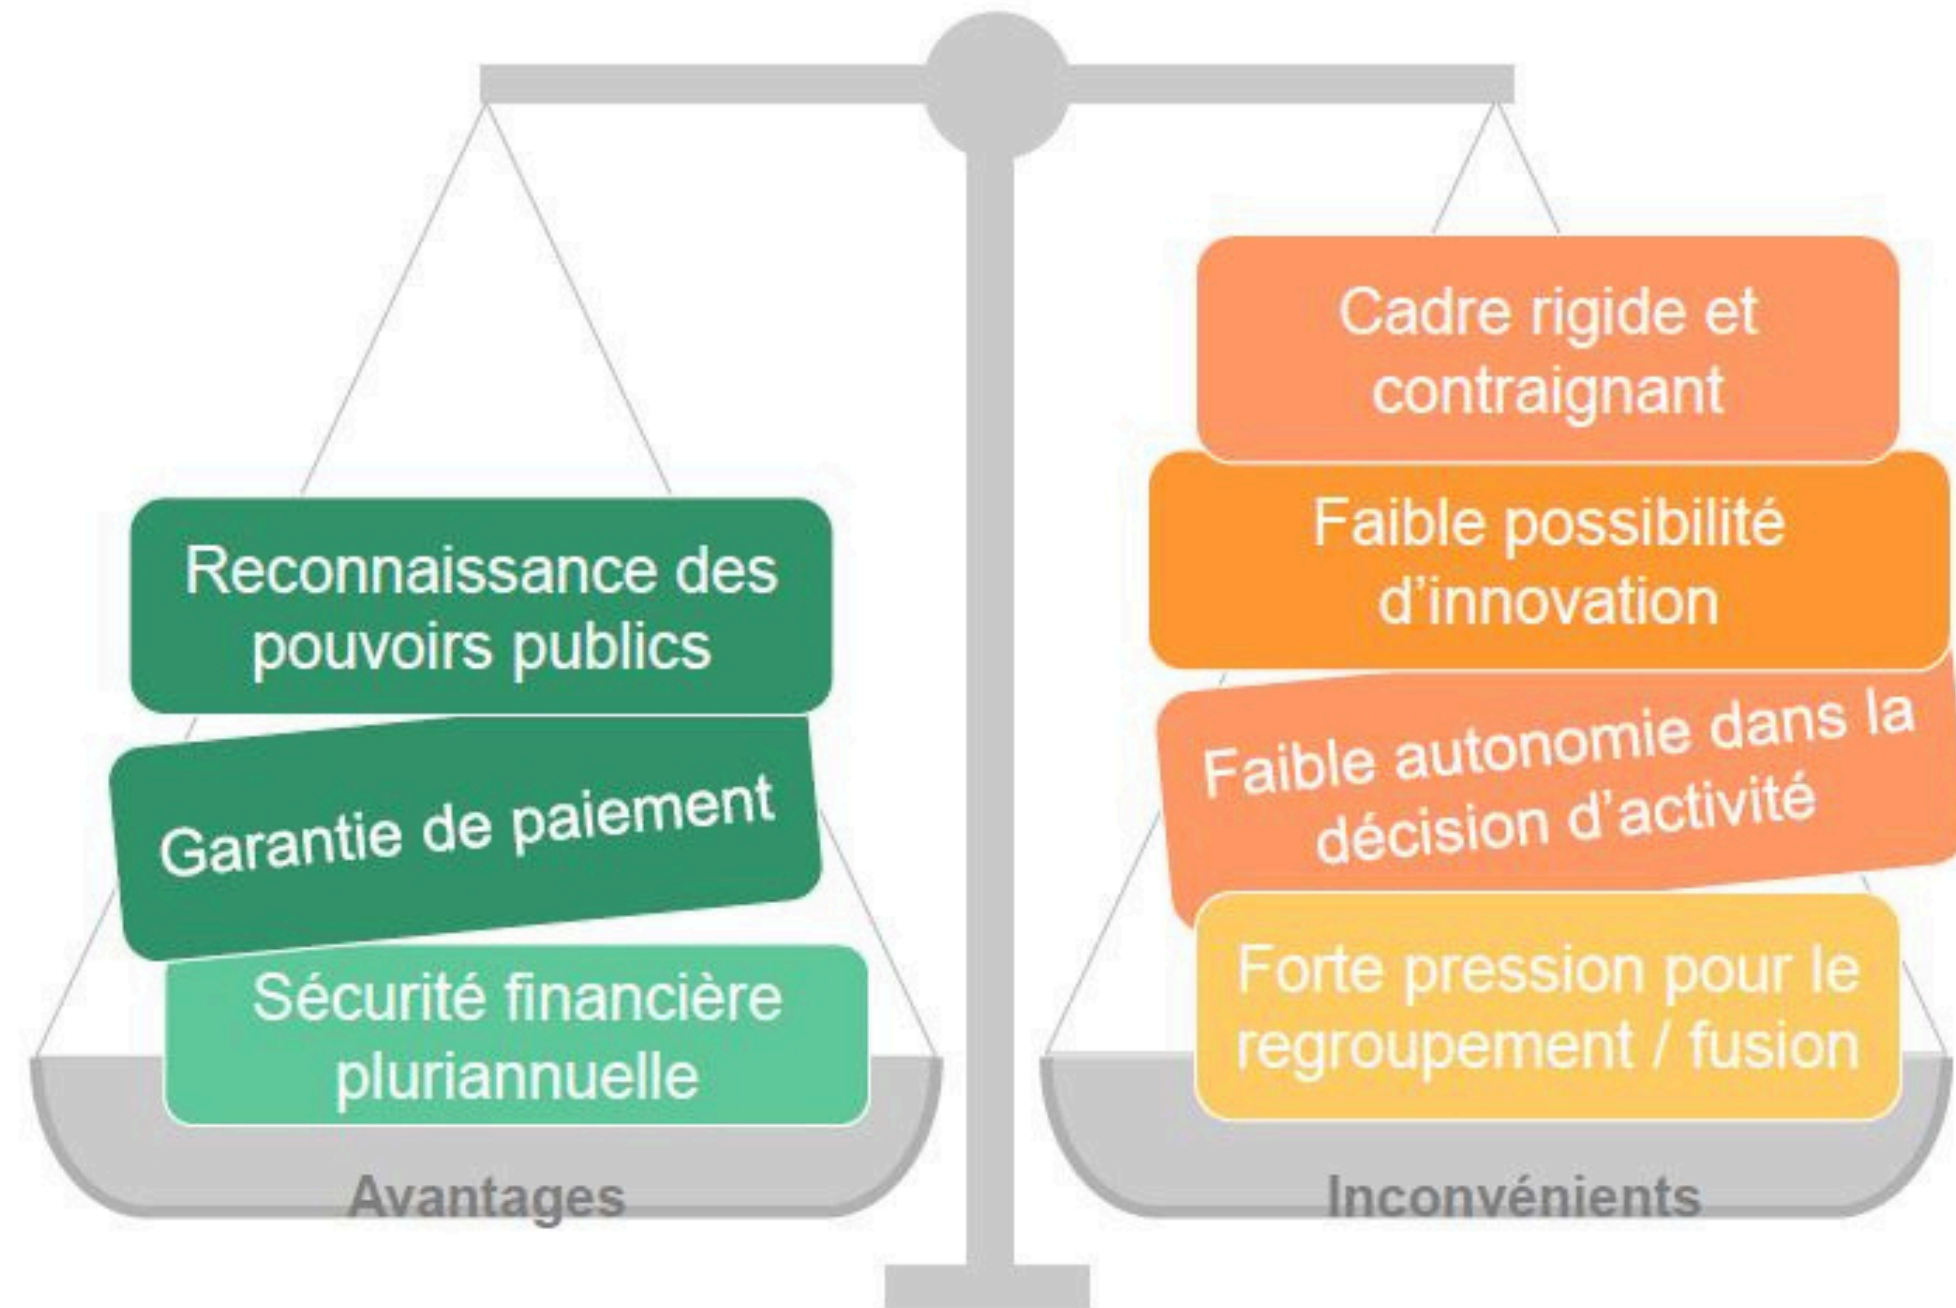 Reconnaissance des
pouvoirs publics
Garantie de paiement
Sécurité financière
pluriannuelle
Avantages
Cadre rigide et
contraignant
Faible possibilité
d’innovation
Faible autonomie dans la
décision d’activité
Forte pression pour le
regroupement / fusion
Inconvénients